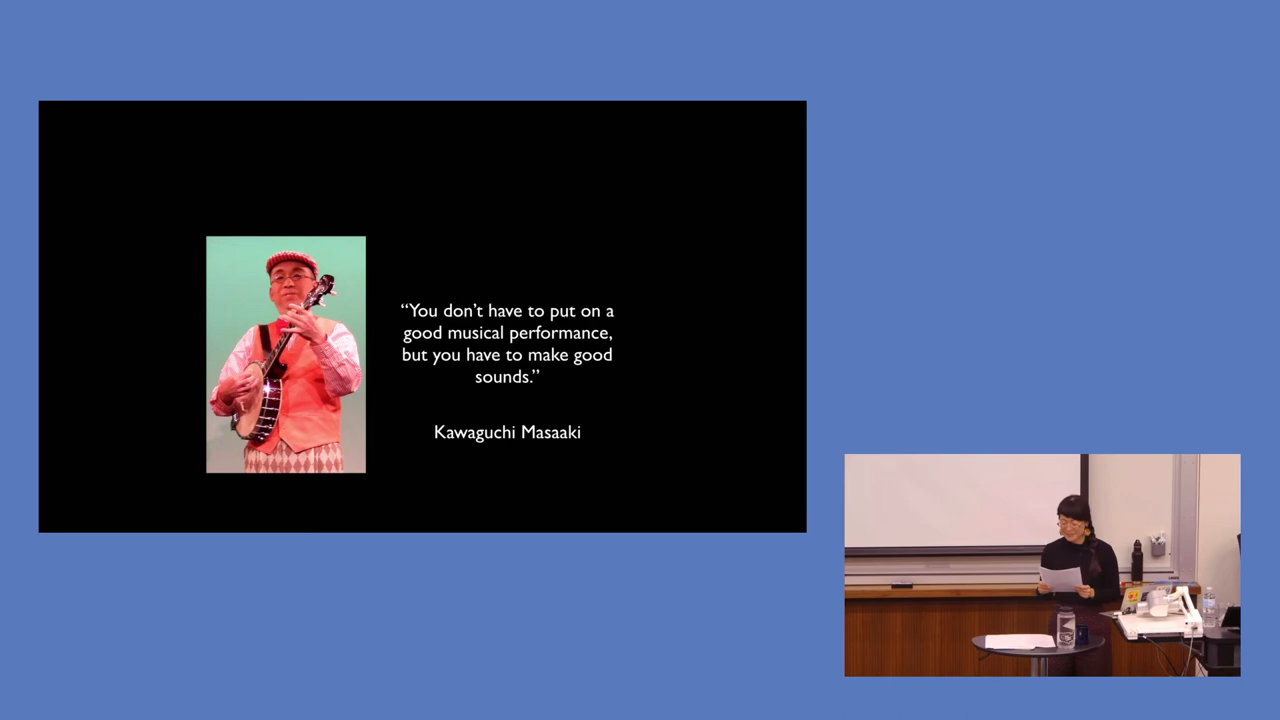 “You don’t have to put on a
good musical performance,
but you have to make good
sounds.”
Kawaguchi Masaaki